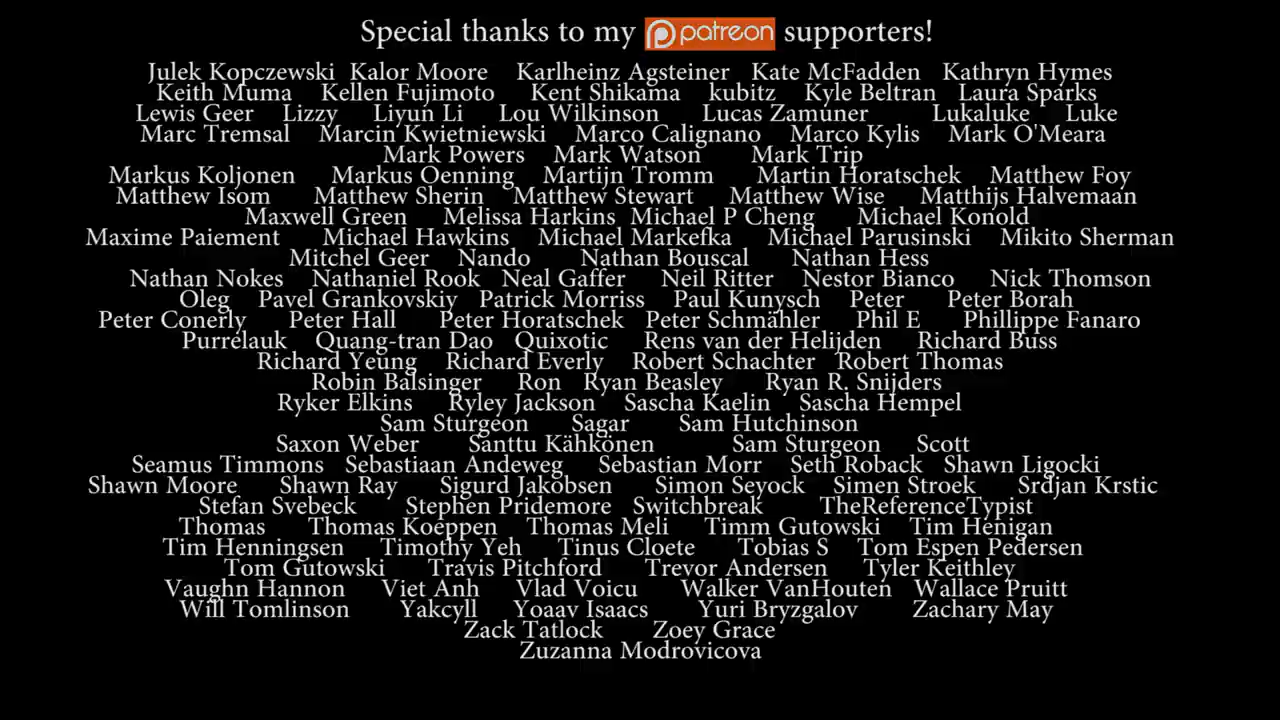 Special thanks to my patreon supporters!
Julek Kopczewski Kalor Moore Karlheinz Agsteiner Kate McFadden Kathryn Hymes
Keith Muma Kellen Fujimoto Kent Shikama kubitz Kyle Beltran Laura Sparks
Lewis Geer Lizzy Liyun Li Lou Wilkinson Lucas Zamuner Lukaluke Luke
Marc Tremsal Marcin Kwietniewski Marco Calignano Marco Kylis Mark O'Meara
Mark Powers Mark Watson Mark Trip
Markus Koljonen Markus Oenning Martijn Tromm Martin Horatschek Matthew Foy
Matthew Isom Matthew Sherin Matthew Stewart Matthew Wise Matthijs Halvemaan
Maxwell Green Melissa Harkins Michael P Cheng Michael Konold
Maxime Paiement Michael Hawkins Michael Markefka Michael Parusinski Mikito Sherman
Mitchel Geer Nando Nathan Bouscal Nathan Hess
Nathan Nokes Nathaniel Rook Neal Gaffer Neil Ritter Nestor Bianco Nick Thomson
Oleg Pavel Grankovskiy Patrick Morriss Paul Kunysch Peter Peter Borah
Peter Conerly Peter Hall Peter Horatschek Peter Schmähler Phil E Phillippe Fanaro
Purrelauk Quang-tran Dao Quixotic Rens van der Helijden Richard Buss
Richard Yeung Richard Everly Robert Schachter Robert Thomas
Robin Balsinger Ron Ryan Beasley Ryan R. Snijders
Ryker Elkins Ryley Jackson Sascha Kaelin Sascha Hempel
Sam Sturgeon Sagar Sam Hutchinson
Saxon Weber Santtu Kähkönen Sam Sturgeon Scott
Seamus Timmons Sebastiaan Andeweg Sebastian Morr Seth Roback Shawn Ligocki
Shawn Moore Shawn Ray Sigurd Jakobsen Simon Seyock Simen Stroek Srdjan Krstic
Stefan Svebeck Stephen Pridemore Switchbreak TheReferenceTypist
Thomas Thomas Koeppen Thomas Meli Timm Gutowski Tim Henigan
Tim Henningsen Timothy Yeh Tinus Cloete Tobias S Tom Espen Pedersen
Tom Gutowski Travis Pitchford Trevor Andersen Tyler Keithley
Vaughn Hannon Viet Anh Vlad Voicu Walker VanHouten Wallace Pruitt
Will Tomlinson Yakcyll Yoaav Isaacs Yuri Bryzgalov Zachary May
Zack Tatlock Zoey Grace
Zuzanna Modrovicova